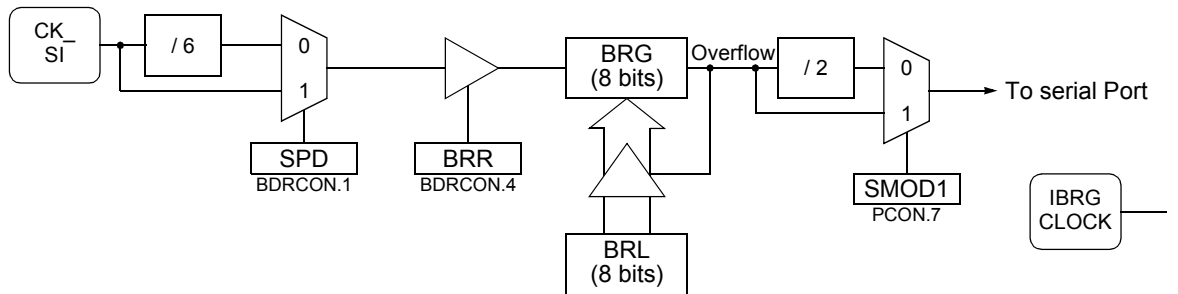 CK_
SI
/ 6
0
1
SPD
BDRCON.1
BRR
BDRCON.4
BRG
(8 bits)
Overflow
/ 2
0
1
To serial Port
BRL
(8 bits)
SMOD1
PCON.7
IBRG
CLOCK